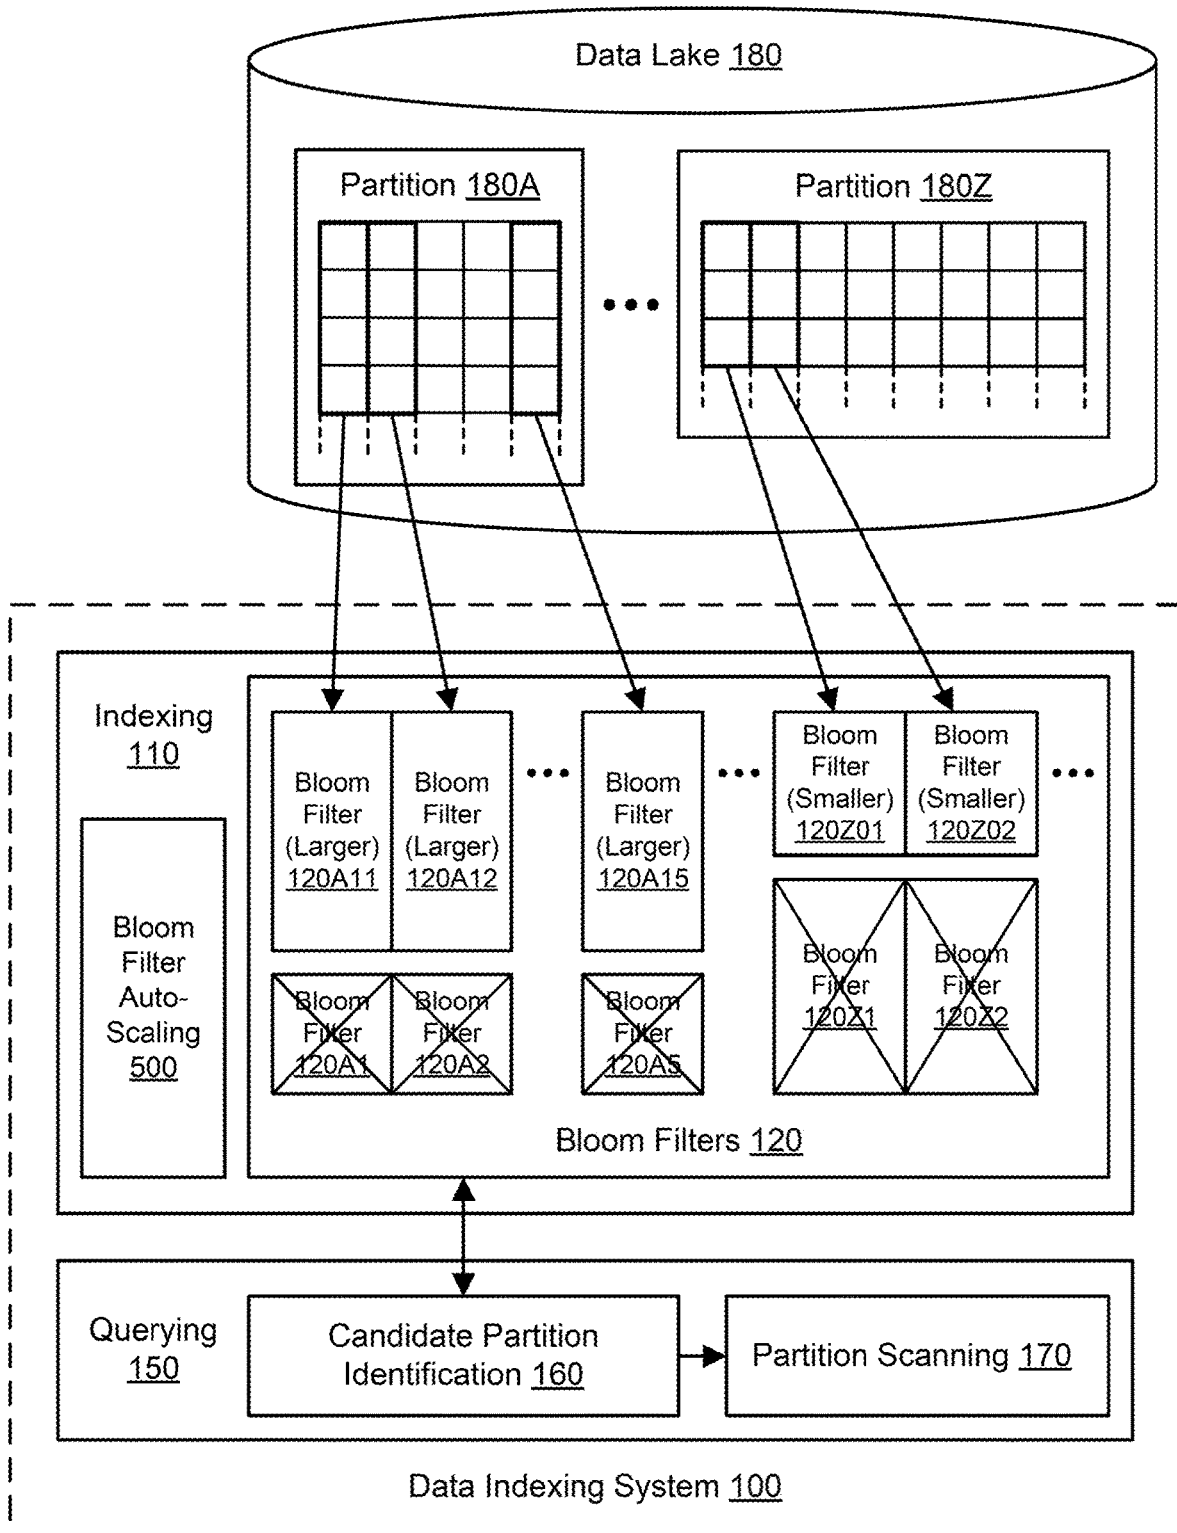 Data Lake 180
Partition 180A
Partition 180Z
Indexing
110
Bloom
Filter
Auto-
Scaling
500
Bloom
Filter
(Larger)
120A11
Bloom
Filter
(Larger)
120A12
Bloom
Filter
(Larger)
120A15
Bloom
Filter
(Smaller)
120Z01
Bloom
Filter
(Smaller)
120Z02
Bloom
Filter
120A1
Bloom
Filter
120A2
Bloom
Filter
120A5
Bloom
Filter
120Z1
Bloom
Filter
120Z2
Bloom Filters 120
Querying
150
Candidate Partition
Identification 160
Partition Scanning 170
Data Indexing System 100